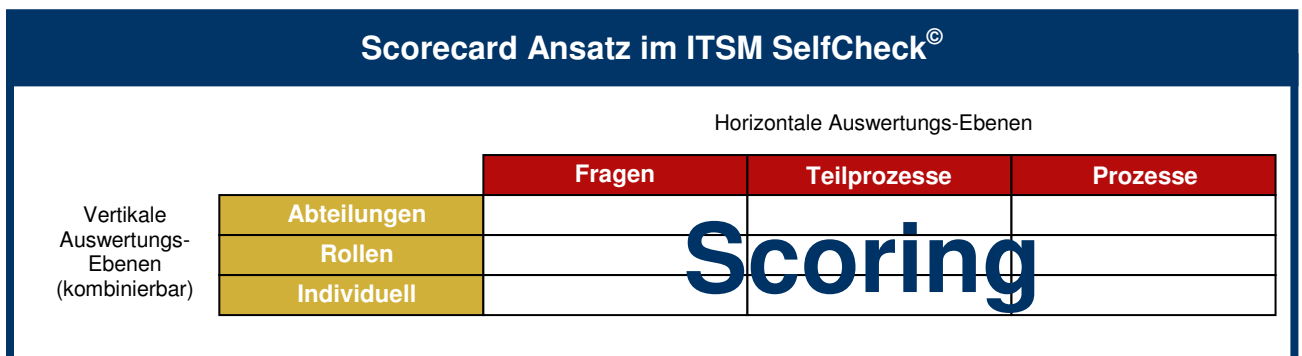 Scorecard Ansatz im ITSM SelfCheck©
Horizontale Auswertungs-Ebenen
Fragen Teilprozesse Prozesse
Vertikale
Auswertungs-
Ebenen
(kombinierbar)
Abteilungen
Rollen
Individuell
Scoring